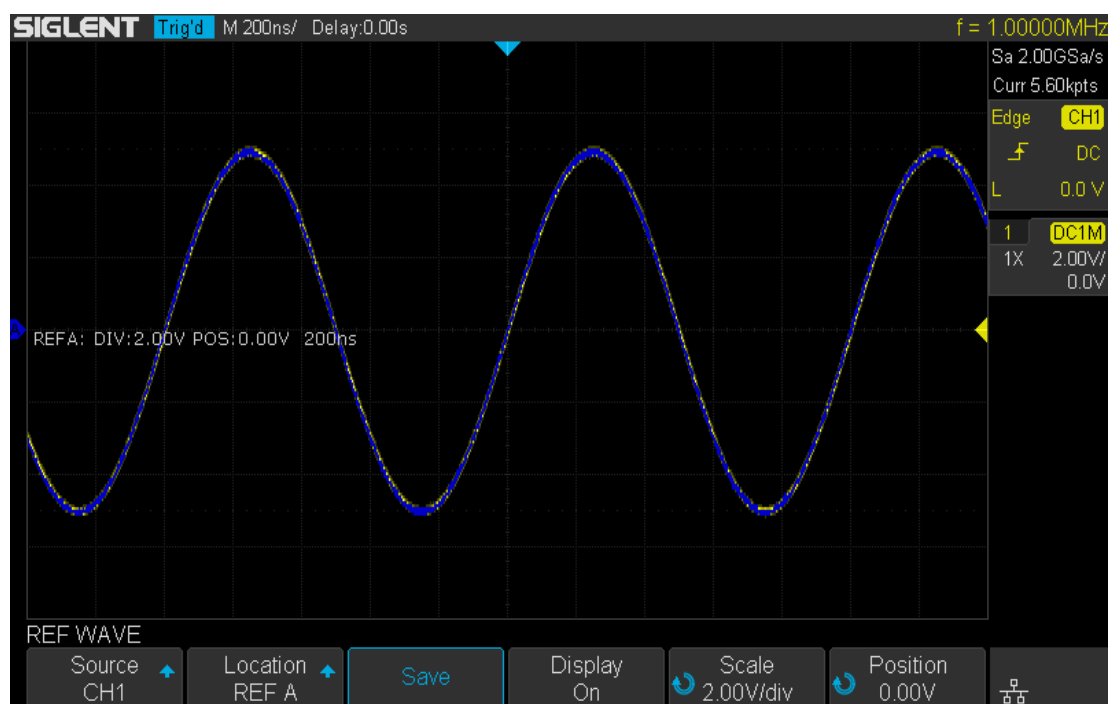 SIGLENT Trig'd M 200ns/ Delay:0.00s f = 1.00000MHz
Sa 2.00GSa/s
Curr 5.60kpts
Edge CH1
DC
L 0.0 V
1 DC1M
1X 2.00V/
0.0V
A
REFA: DIV:2.00V POS:0.00V 200ns
REF WAVE
Source
CH1
Location
REF A
Save
Display
On
Scale
2.00V/div
Position
0.00V